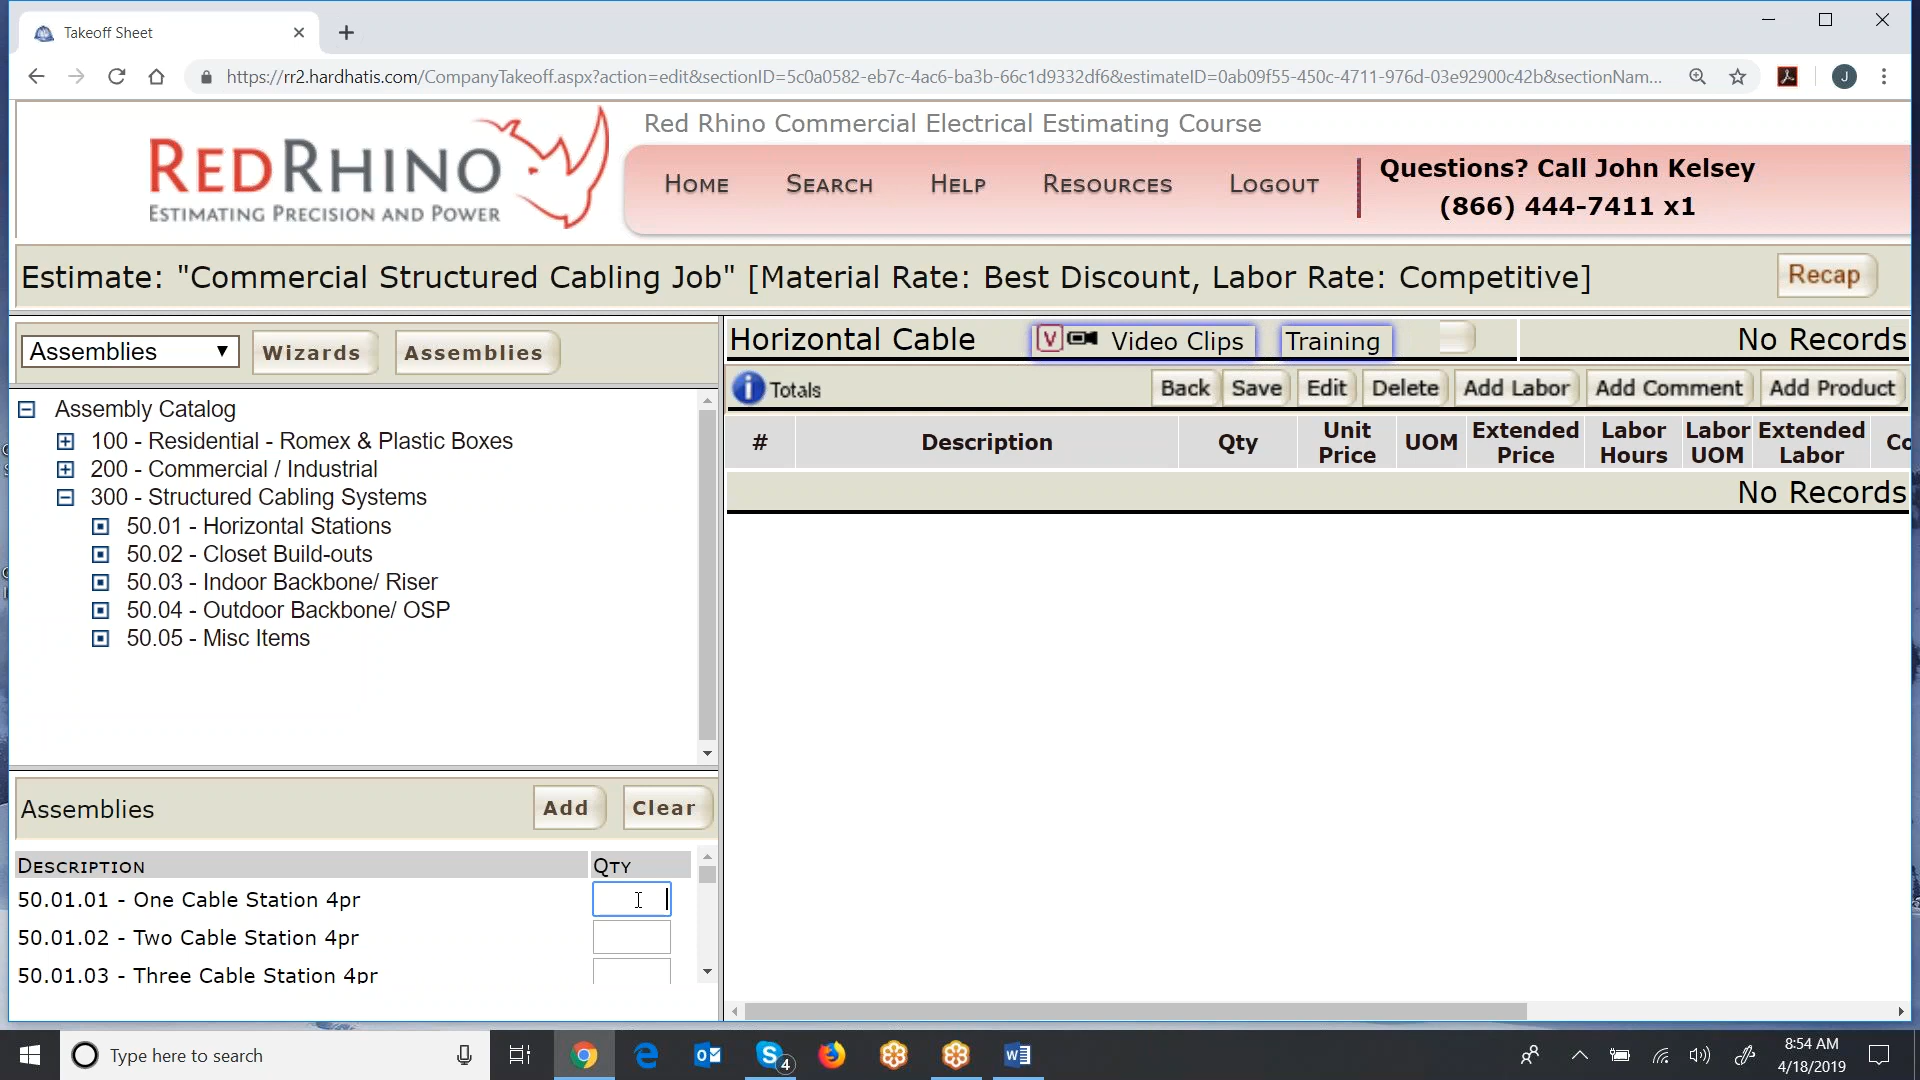 Takeoff Sheet
https://rr2.hardhatis.com/CompanyTakeoff.aspx?action=edit&sectionID=5c0a0582-eb7c-4ac6-ba3b-66c1d9332df6&estimateID=0ab09f55-450c-4711-976d-03e92900c42b&sectionNam...
J
REDRHINO
ESTIMATING PRECISION AND POWER
Red Rhino Commercial Electrical Estimating Course
HOME SEARCH HELP RESOURCES LOGOUT
Questions? Call John Kelsey
(866) 444-7411 x1
Estimate: "Commercial Structured Cabling Job" [Material Rate: Best Discount, Labor Rate: Competitive]
Recap
Assemblies Wizards Assemblies
Assembly Catalog
100 - Residential - Romex & Plastic Boxes
200 - Commercial / Industrial
300 - Structured Cabling Systems
50.01 - Horizontal Stations
50.02 - Closet Build-outs
50.03 - Indoor Backbone/ Riser
50.04 - Outdoor Backbone/ OSP
50.05 - Misc Items
Assemblies Add Clear
DESCRIPTION QTY
50.01.01 - One Cable Station 4pr
50.01.02 - Two Cable Station 4pr
50.01.03 - Three Cable Station 4pr
Horizontal Cable V Video Clips Training No Records
i Totals Back Save Edit Delete Add Labor Add Comment Add Product
# Description Qty Unit Price UOM Extended Price Labor Hours Labor UOM Extended Labor Co
No Records
Type here to search
4
8:54 AM
4/18/2019